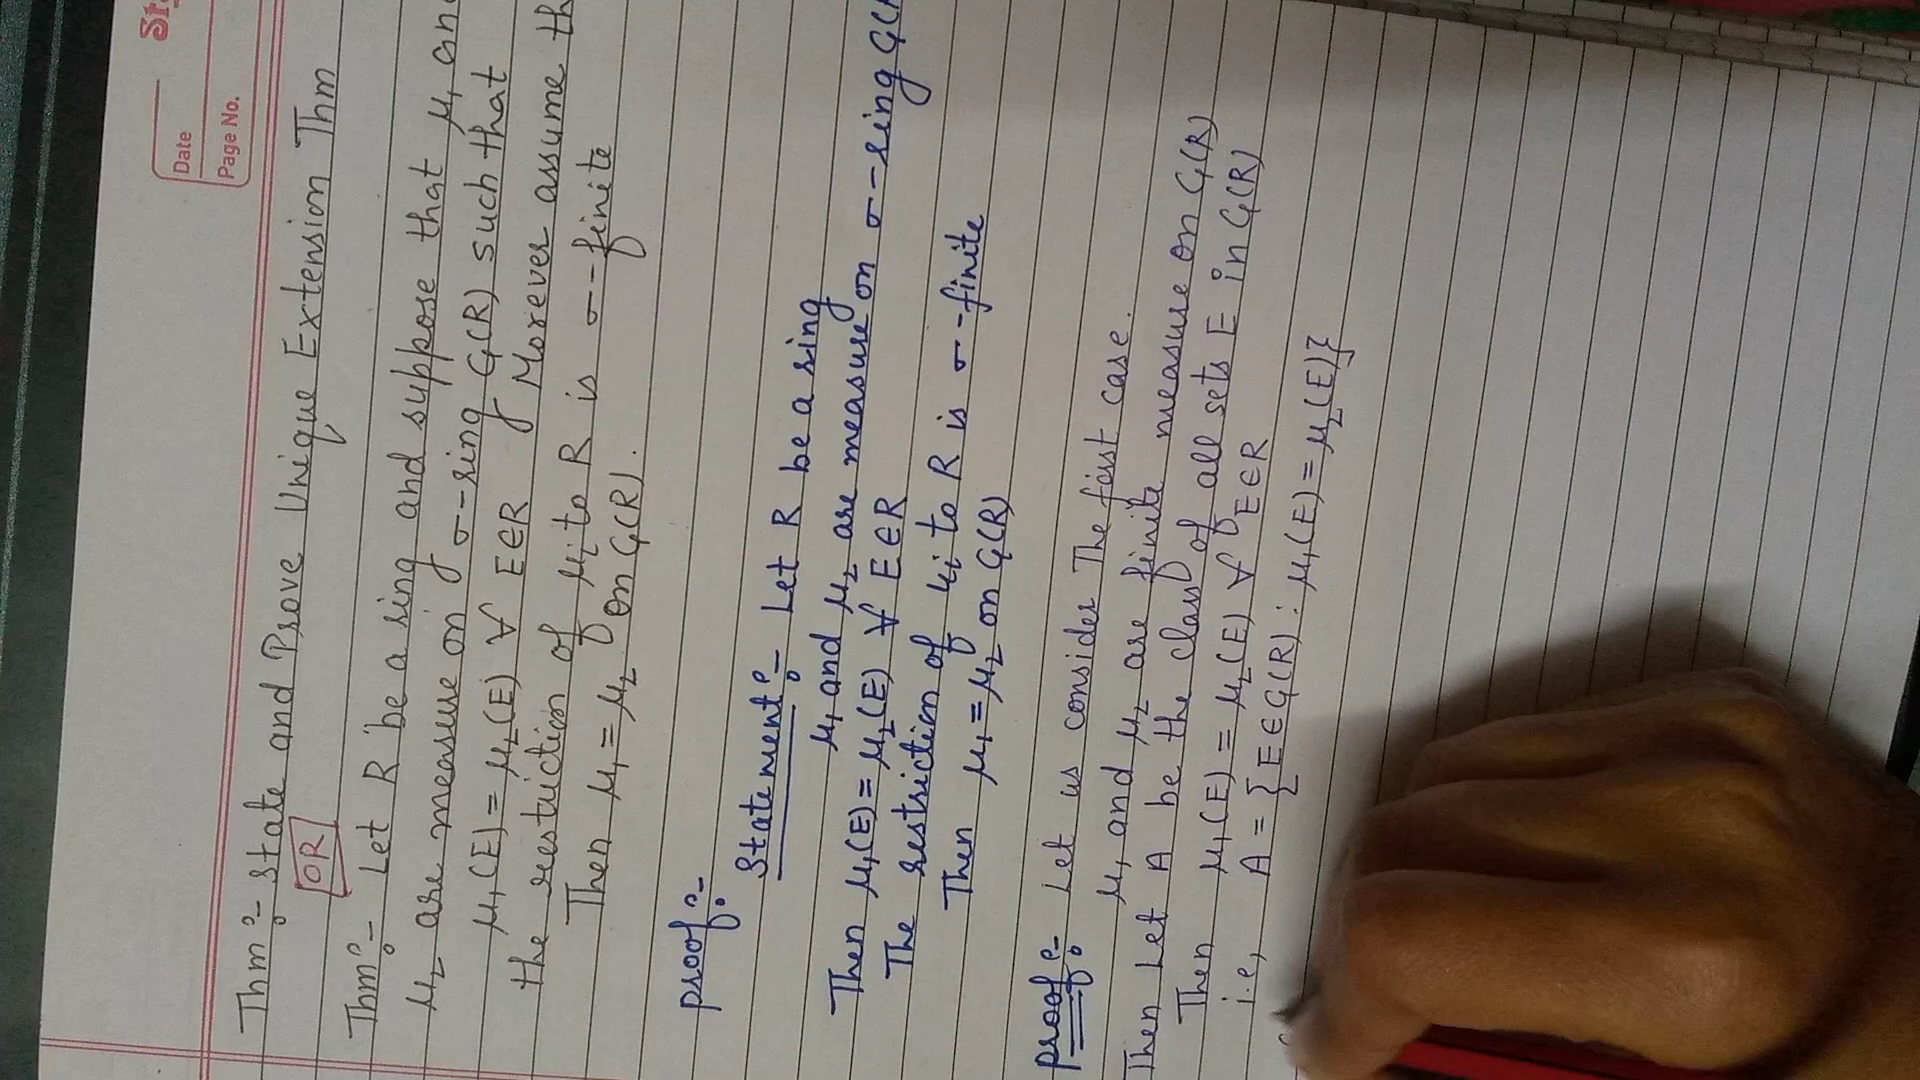 Date
Page No.
Thm:- State and Prove Unique Extension Thm
OR
Thm:- Let R be a ring and suppose that μ₁ and
μ₂ are measure on σ-ring G(R) such that
μ₁(E) = μ₂(E) ∀ E∈R Morever assume th
the restriction of μi to R is σ-finite
Then μ₁ = μ₂ on G(R).
proof:-
Statement:- Let R be a ring
μ₁ and μ₂ are measure on σ-ring G(R
Then μ₁(E) = μ₂(E) ∀ E∈R
The restriction of μi to R is σ-finite
Then μ₁ = μ₂ on G(R)
proof:- Let us consider The first case.
μ₁ and μ₂ are finite measure on G(R)
Then Let A be the class of all sets E in G(R)
Then μ₁(E) = μ₂(E) ∀ E∈R
i.e, A = {E∈G(R) : μ₁(E) = μ₂(E)}